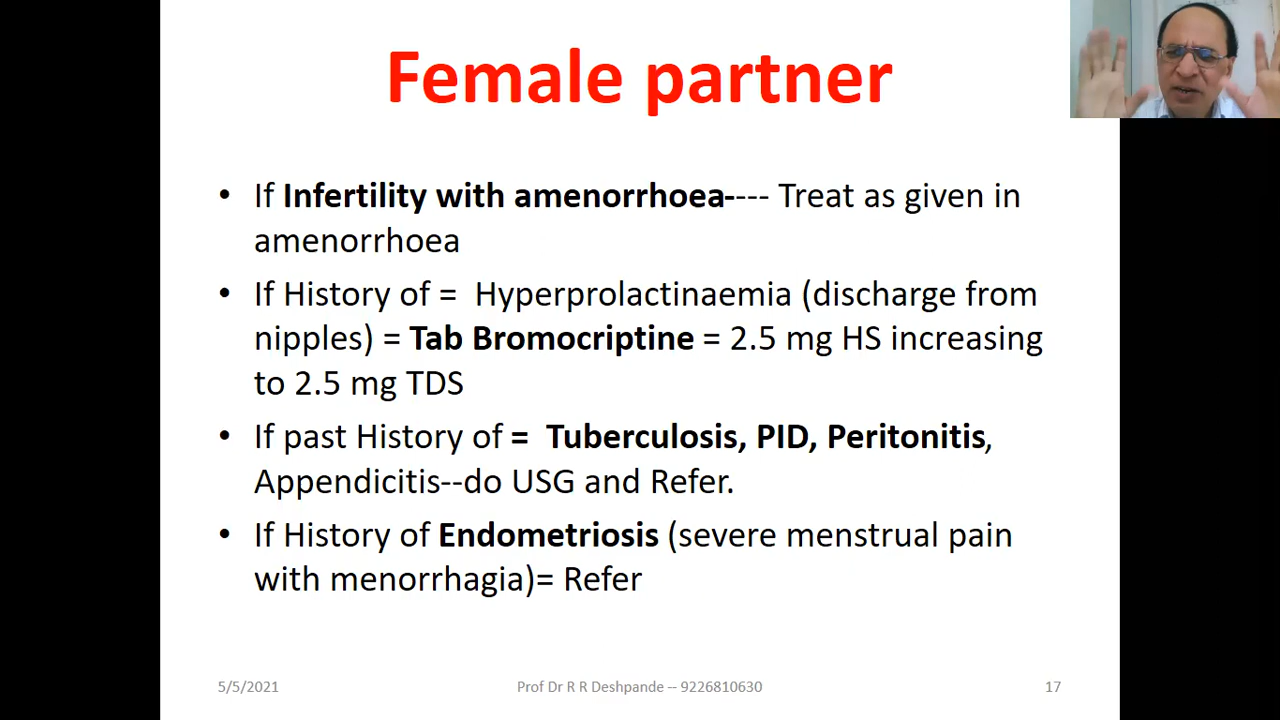 Female partner
• If Infertility with amenorrhoea---- Treat as given in
amenorrhoea
• If History of = Hyperprolactinaemia (discharge from
nipples) = Tab Bromocriptine = 2.5 mg HS increasing
to 2.5 mg TDS
• If past History of = Tuberculosis, PID, Peritonitis,
Appendicitis--do USG and Refer.
• If History of Endometriosis (severe menstrual pain
with menorrhagia)= Refer
5/5/2021
Prof Dr R R Deshpande -- 9226810630
17